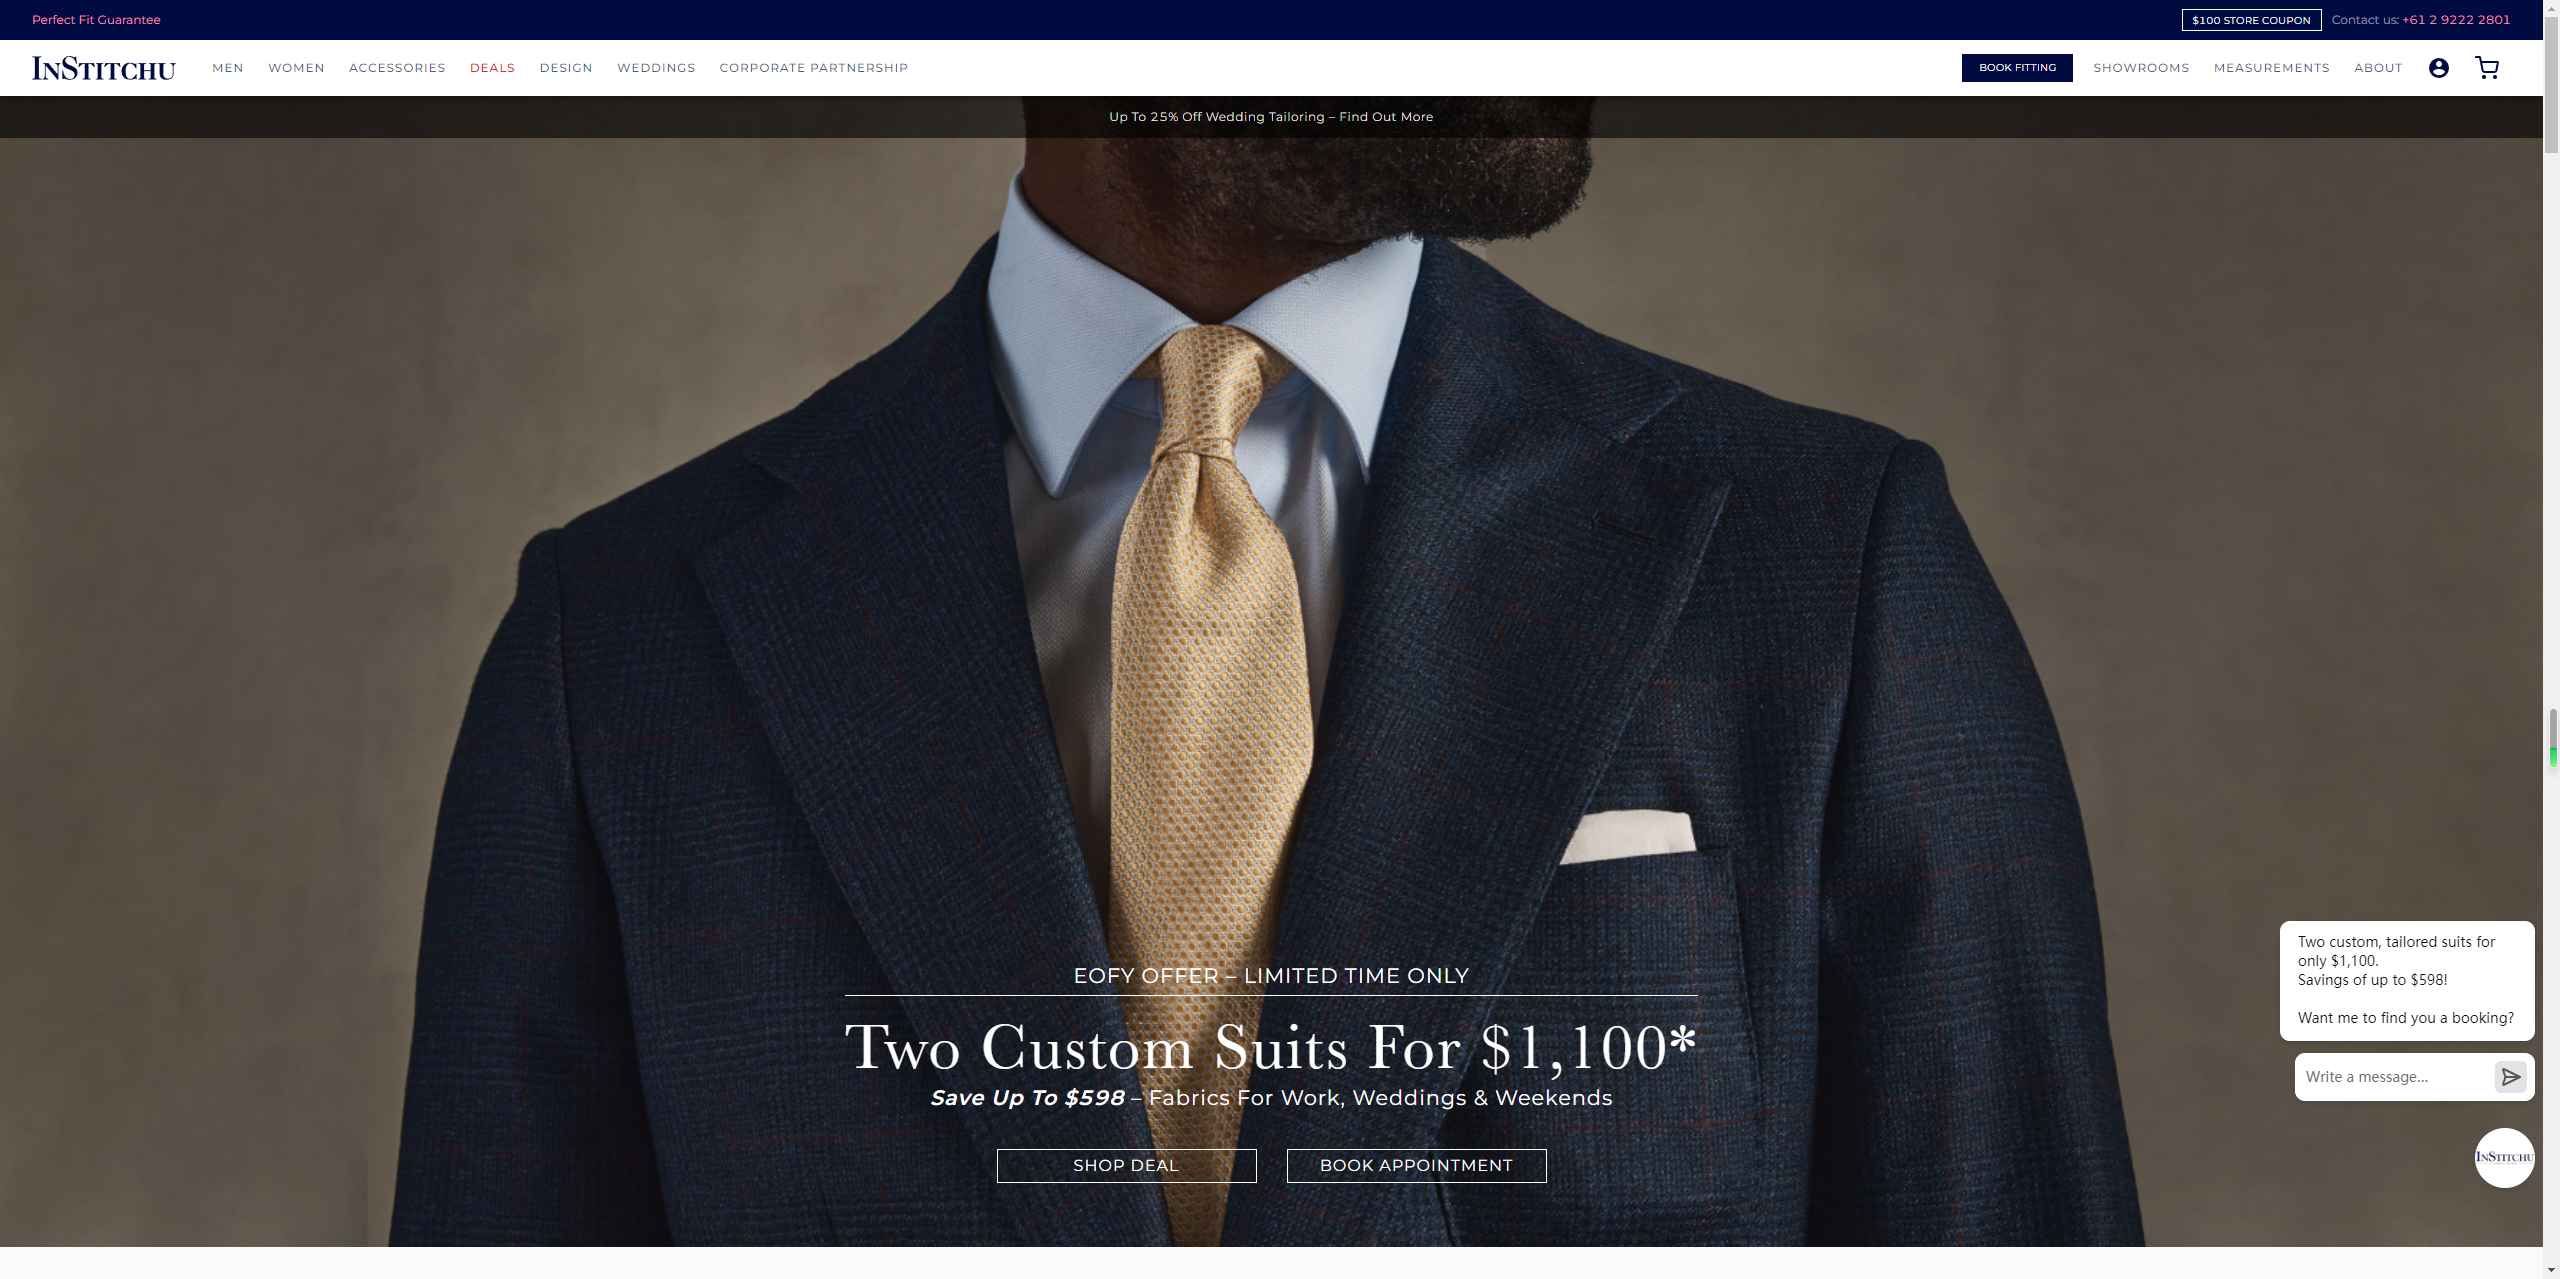 Perfect Fit Guarantee
$100 STORE COUPON
Contact us: +61 2 9222 2801
INSTITCHU
MEN WOMEN ACCESSORIES DEALS DESIGN WEDDINGS CORPORATE PARTNERSHIP
BOOK FITTING
SHOWROOMS MEASUREMENTS ABOUT
Up To 25% Off Wedding Tailoring – Find Out More
EOFY OFFER – LIMITED TIME ONLY
Two Custom Suits For $1,100*
Save Up To $598 – Fabrics For Work, Weddings & Weekends
SHOP DEAL
BOOK APPOINTMENT
Two custom, tailored suits for
only $1,100.
Savings of up to $598!
Want me to find you a booking?
Write a message...
INSTITCHU